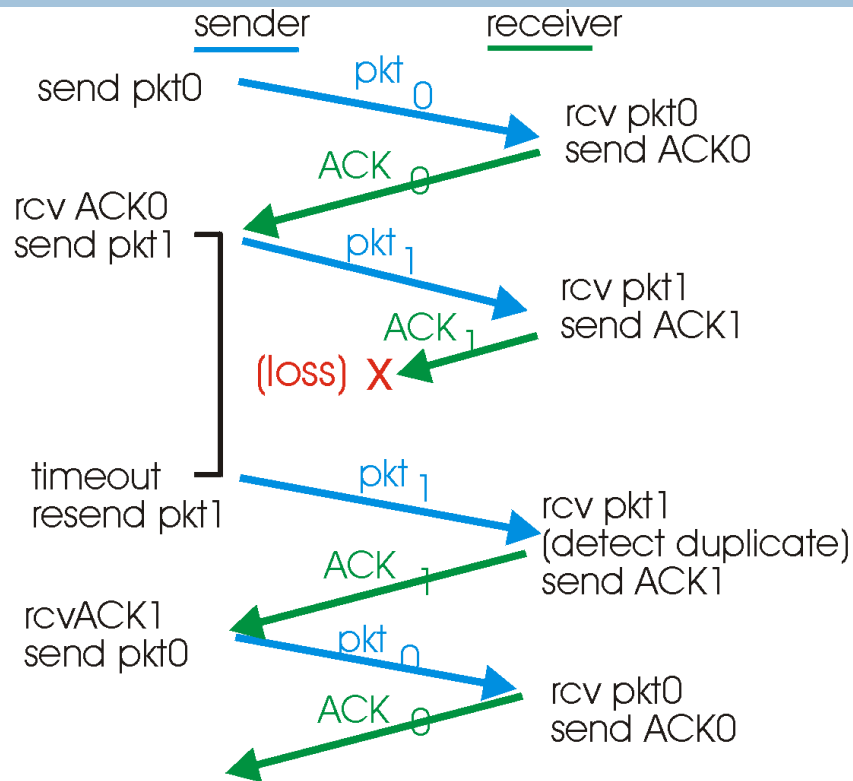 sender
receiver
send pkt0
pkt 0
rcv pkt0
send ACK0
ACK 0
rcv ACK0
send pkt1
pkt 1
rcv pkt1
send ACK1
ACK 1
(loss) X
timeout
resend pkt1
pkt 1
rcv pkt1
(detect duplicate)
send ACK1
ACK 1
rcvACK1
send pkt0
pkt 0
rcv pkt0
send ACK0
ACK 0